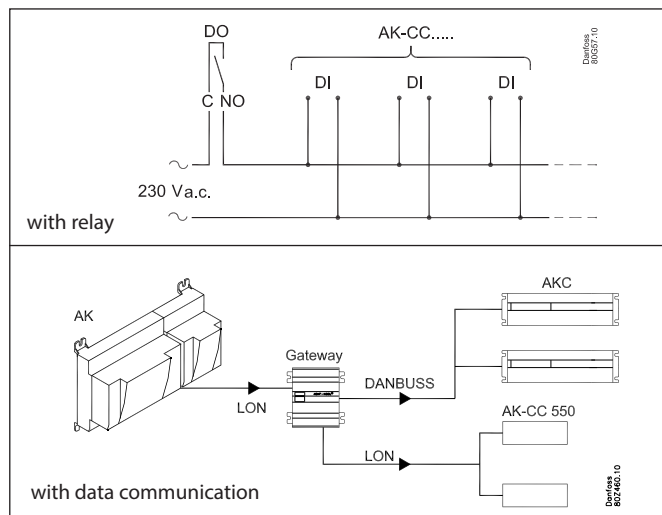 DO
AK-CC.....
Danfoss
80G57.10
DI
DI
DI
C NO
230 Va.c.
with relay
AK
AKC
Gateway
DANBUSS
LON
AK-CC 550
LON
with data communication
Danfoss
80Z460.10